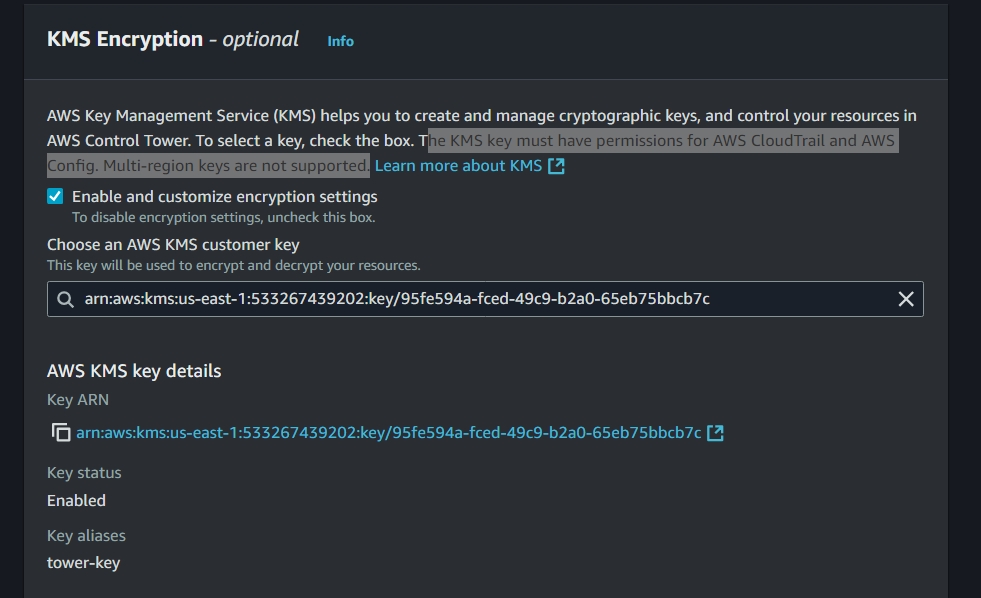 KMS Encryption - optional Info
AWS Key Management Service (KMS) helps you to create and manage cryptographic keys, and control your resources in
AWS Control Tower. To select a key, check the box. The KMS key must have permissions for AWS CloudTrail and AWS
Config. Multi-region keys are not supported. Learn more about KMS
Enable and customize encryption settings
To disable encryption settings, uncheck this box.
Choose an AWS KMS customer key
This key will be used to encrypt and decrypt your resources.
arn:aws:kms:us-east-1:533267439202:key/95fe594a-fced-49c9-b2a0-65eb75bbcb7c
AWS KMS key details
Key ARN
arn:aws:kms:us-east-1:533267439202:key/95fe594a-fced-49c9-b2a0-65eb75bbcb7c
Key status
Enabled
Key aliases
tower-key